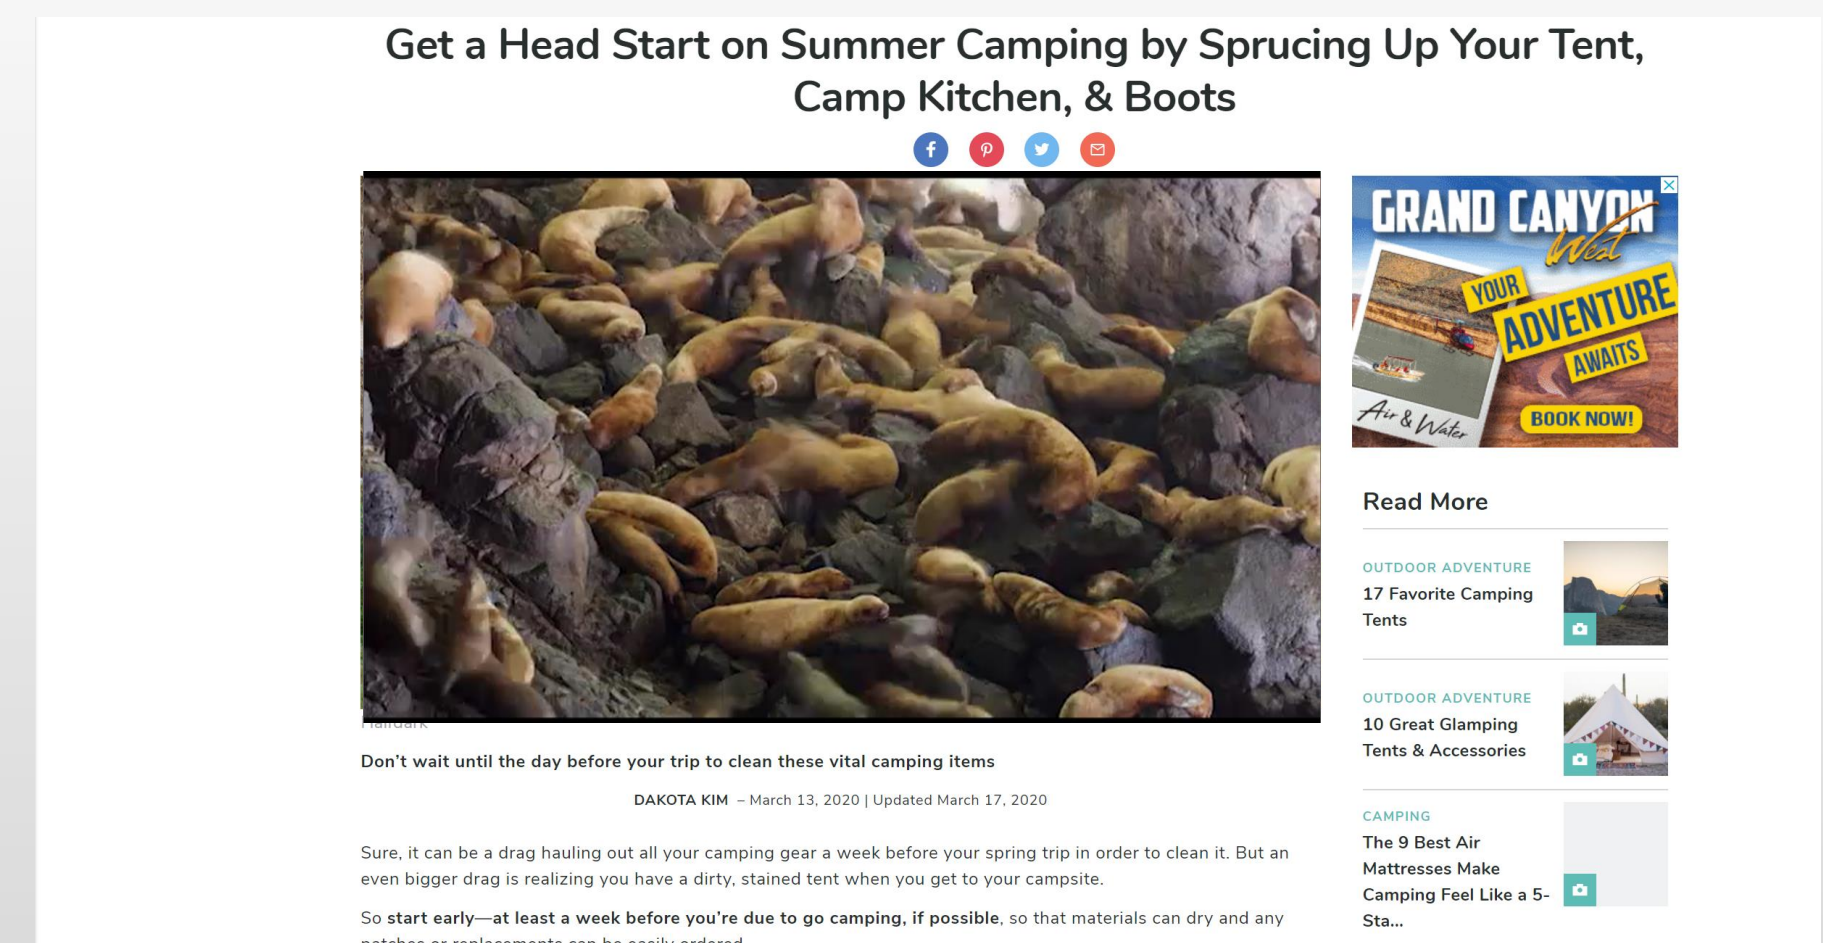 Get a Head Start on Summer Camping by Sprucing Up Your Tent,
Camp Kitchen, & Boots
GRAND CANYON
West
YOUR
ADVENTURE
AWAITS
Air & Water
BOOK NOW!
Don't wait until the day before your trip to clean these vital camping items
DAKOTA KIM – March 13, 2020 | Updated March 17, 2020
Sure, it can be a drag hauling out all your camping gear a week before your spring trip in order to clean it. But an
even bigger drag is realizing you have a dirty, stained tent when you get to your campsite.
So start early—at least a week before you're due to go camping, if possible, so that materials can dry and any
patches or replacements can be easily ordered.
Read More
OUTDOOR ADVENTURE
17 Favorite Camping
Tents
OUTDOOR ADVENTURE
10 Great Glamping
Tents & Accessories
CAMPING
The 9 Best Air
Mattresses Make
Camping Feel Like a 5-
Sta...